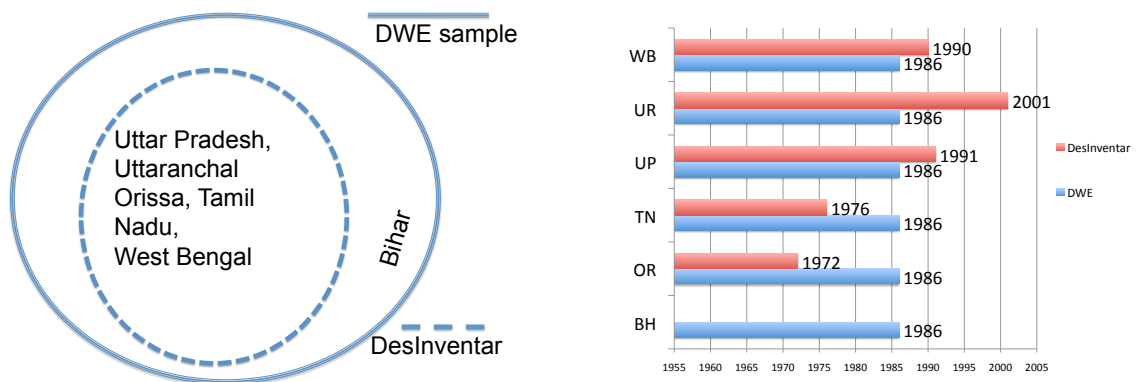 DWE sample
Uttar Pradesh,
Uttaranchal
Orissa, Tamil
Nadu,
West Bengal
Bihar
DesInventar
WB
1990
1986
UR
2001
1986
UP
1991
1986
TN
1976
1986
OR
1972
1986
BH
1986
1955 1960 1965 1970 1975 1980 1985 1990 1995 2000 2005
DesInventar
DWE